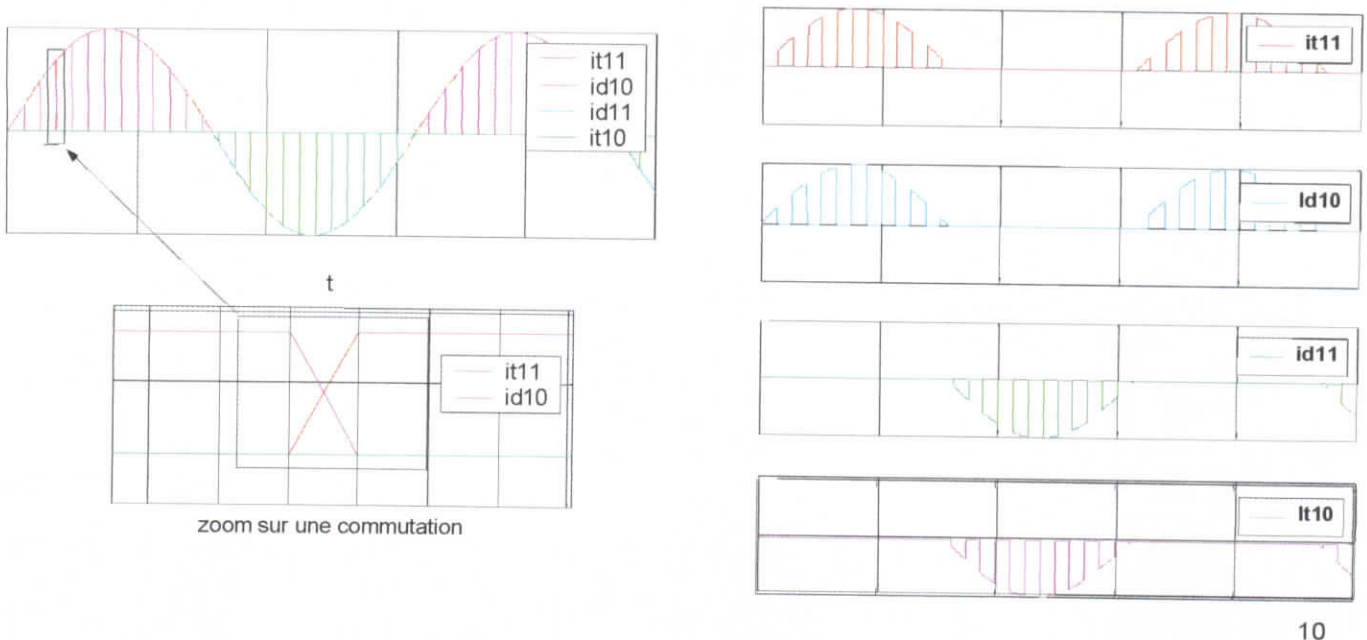 it11
id10
id11
it10
t
it11
id10
zoom sur une commutation
it11
Id10
id11
It10
10